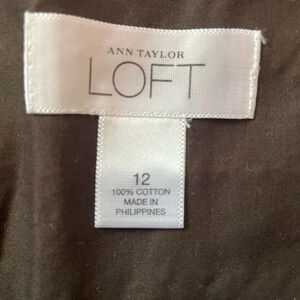 ANN TAYLOR
LOFT
12
100% COTTON
MADE IN
PHILIPPINES